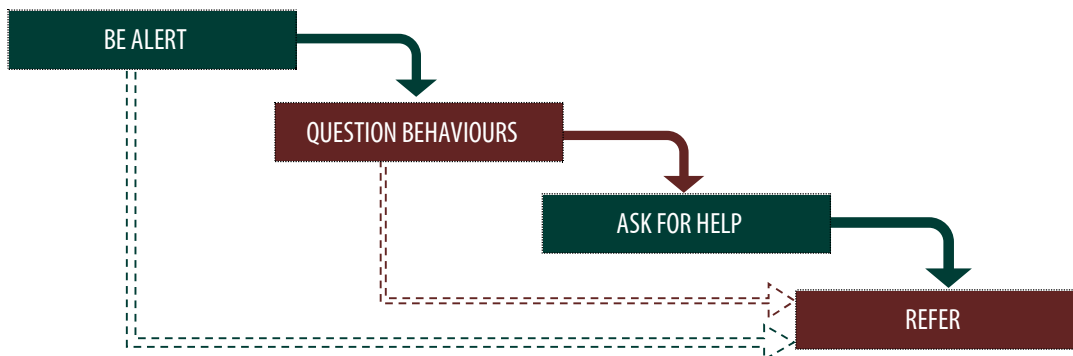 BE ALERT
QUESTION BEHAVIOURS
ASK FOR HELP
REFER